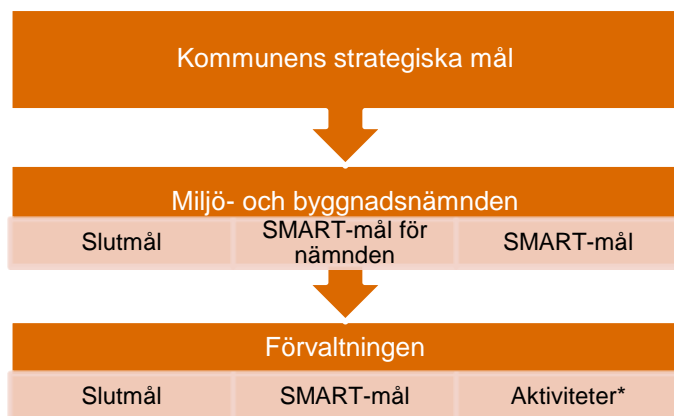 Kommunens strategiska mål
Miljö- och byggnadsnämnden
Slutmål
SMART-mål för
nämnden
SMART-mål
Förvaltningen
Slutmål
SMART-mål
Aktiviteter*